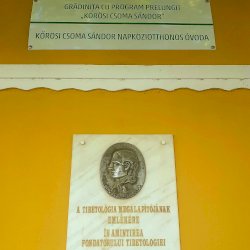 GRĂDINIȚA CU PROGRAM PRELUNGIT
„KŐRÖSI CSOMA SÁNDOR”
KŐRÖSI CSOMA SÁNDOR NAPKÖZIOTTHONOS ÓVODA
A TIBETOLÓGIA MEGALAPÍTÓJÁNAK
EMLÉKÉRE
ÎN AMINTIREA
FONDATORULUI TIBETOLOGIEI